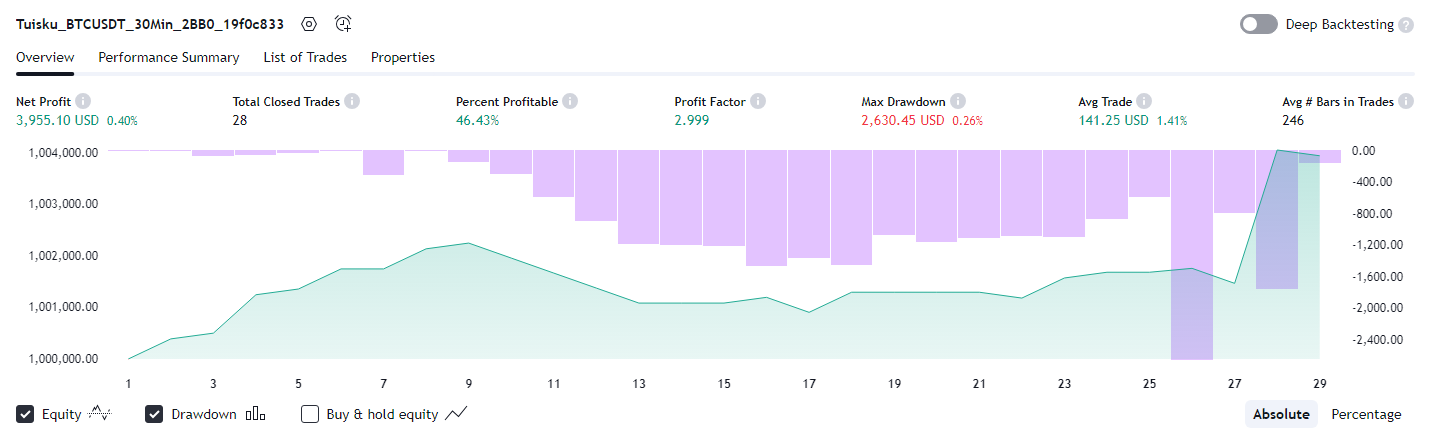 Tuisku_BTCUSDT_30Min_2BB0_19f0c833 Deep Backtesting ?
Overview Performance Summary List of Trades Properties
Net Profit Total Closed Trades Percent Profitable Profit Factor Max Drawdown Avg Trade Avg # Bars in Trades
3,955.10 USD 0.40% 28 46.43% 2.999 2,630.45 USD 0.26% 141.25 USD 1.41% 246
1,004,000.00 0.00
-400.00
1,003,000.00
-800.00
-1,200.00
1,002,000.00
-1,600.00
1,001,000.00 -2,000.00
-2,400.00
1,000,000.00
1 3 5 7 9 11 13 15 17 19 21 23 25 27 29
Equity Drawdown Buy & hold equity Absolute Percentage